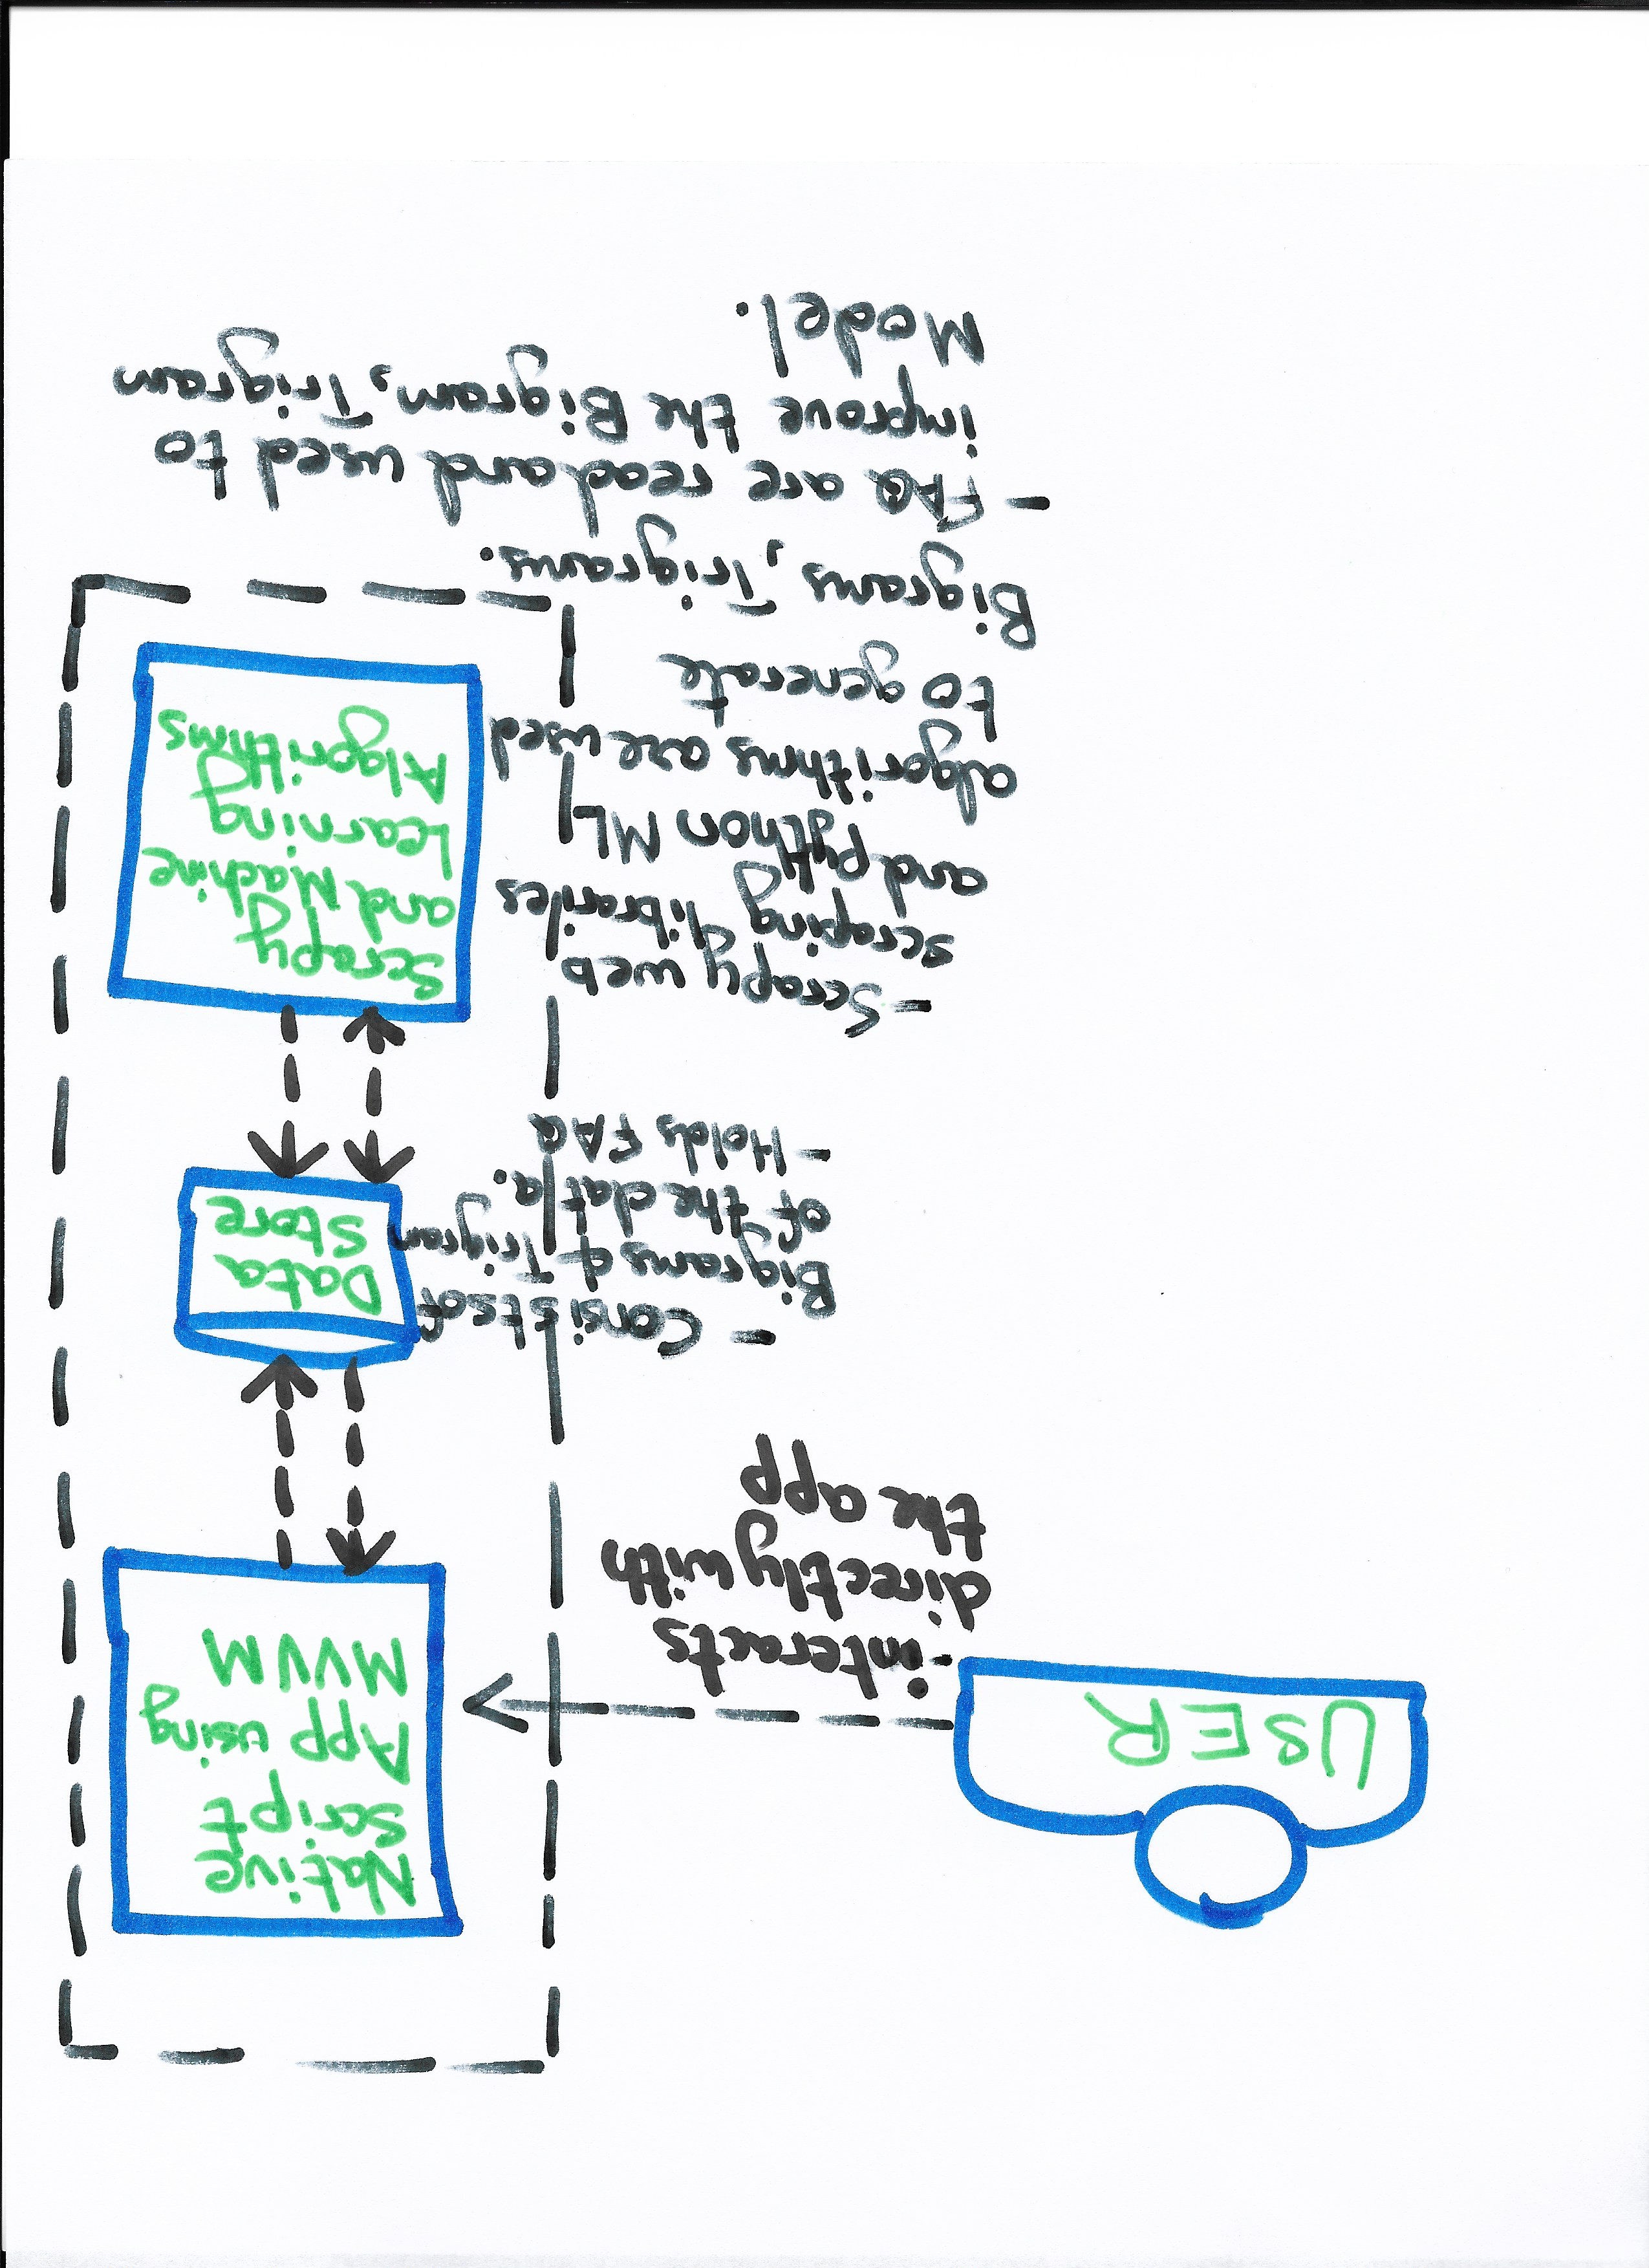 USER
-interacts
directly with
the app
Native
Script
App using
MVVM
- Consists of
Bigrams & Trigram
of the data.
- Holds FAQ
Data
Store
- Scrapy web
scraping libraries
and python ML
algorithms are used
to generate
Bigrams, Trigrams.
- FAQ are read and used to
improve the Bigram, Trigram
Model.
Scrapy
and Machine
Learning
Algorithms